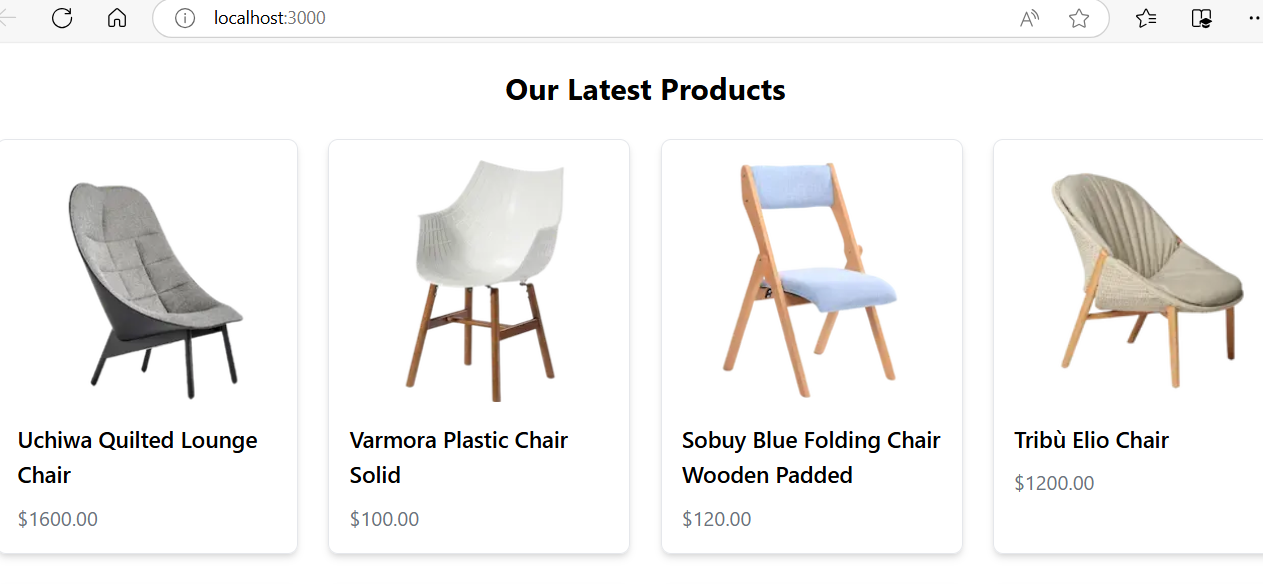 localhost:3000
Our Latest Products
Uchiwa Quilted Lounge
Chair
$1600.00
Varmora Plastic Chair
Solid
$100.00
Sobuy Blue Folding Chair
Wooden Padded
$120.00
Tribù Elio Chair
$1200.00